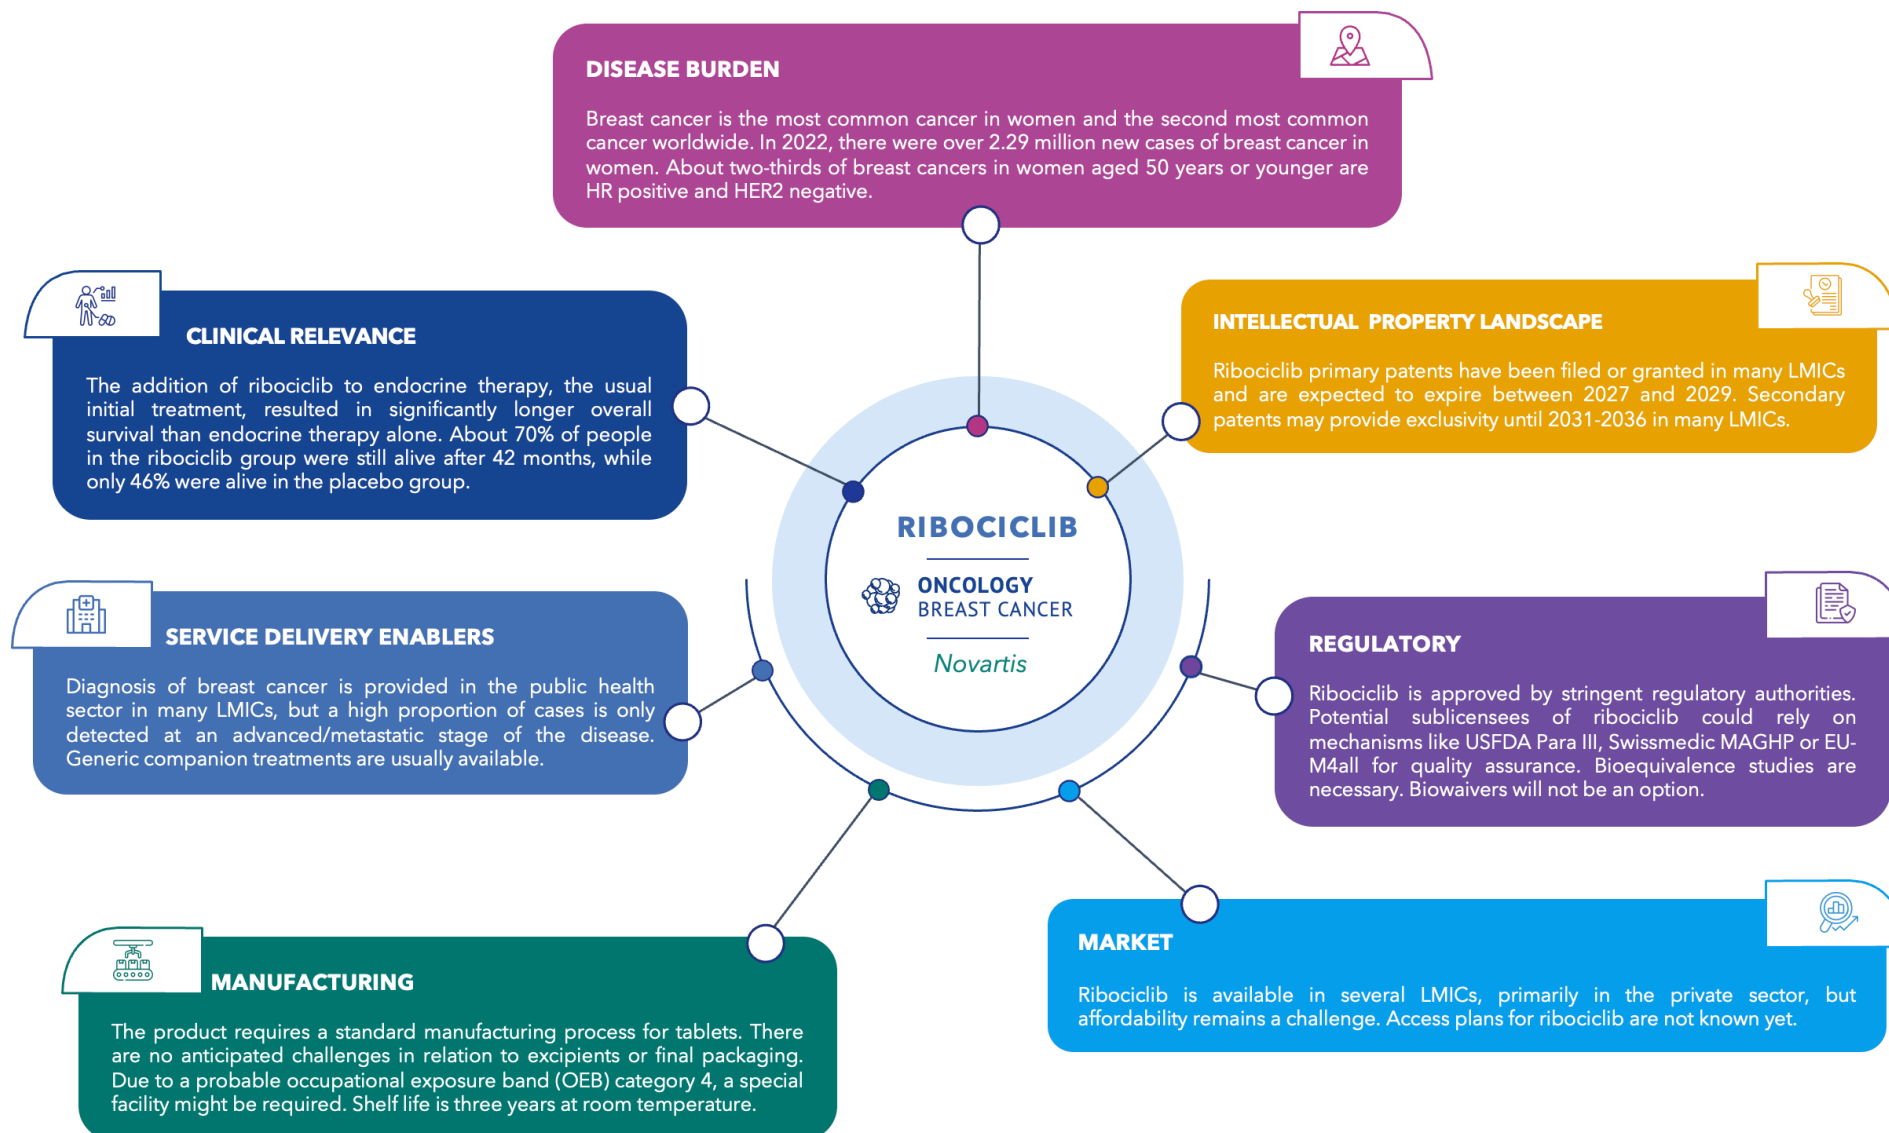 DISEASE BURDEN
Breast cancer is the most common cancer in women and the second most common
cancer worldwide. In 2022, there were over 2.29 million new cases of breast cancer in
women. About two-thirds of breast cancers in women aged 50 years or younger are
HR positive and HER2 negative.
CLINICAL RELEVANCE
The addition of ribociclib to endocrine therapy, the usual
initial treatment, resulted in significantly longer overall
survival than endocrine therapy alone. About 70% of people
in the ribociclib group were still alive after 42 months, while
only 46% were alive in the placebo group.
INTELLECTUAL PROPERTY LANDSCAPE
Ribociclib primary patents have been filed or granted in many LMICs
and are expected to expire between 2027 and 2029. Secondary
patents may provide exclusivity until 2031-2036 in many LMICs.
RIBOCICLIB
ONCOLOGY
BREAST CANCER
Novartis
SERVICE DELIVERY ENABLERS
Diagnosis of breast cancer is provided in the public health
sector in many LMICs, but a high proportion of cases is only
detected at an advanced/metastatic stage of the disease.
Generic companion treatments are usually available.
REGULATORY
Ribociclib is approved by stringent regulatory authorities.
Potential sublicensees of ribociclib could rely on
mechanisms like USFDA Para III, Swissmedic MAGHP or EU-
M4all for quality assurance. Bioequivalence studies are
necessary. Biowaivers will not be an option.
MANUFACTURING
The product requires a standard manufacturing process for tablets. There
are no anticipated challenges in relation to excipients or final packaging.
Due to a probable occupational exposure band (OEB) category 4, a special
facility might be required. Shelf life is three years at room temperature.
MARKET
Ribociclib is available in several LMICs, primarily in the private sector, but
affordability remains a challenge. Access plans for ribociclib are not known yet.